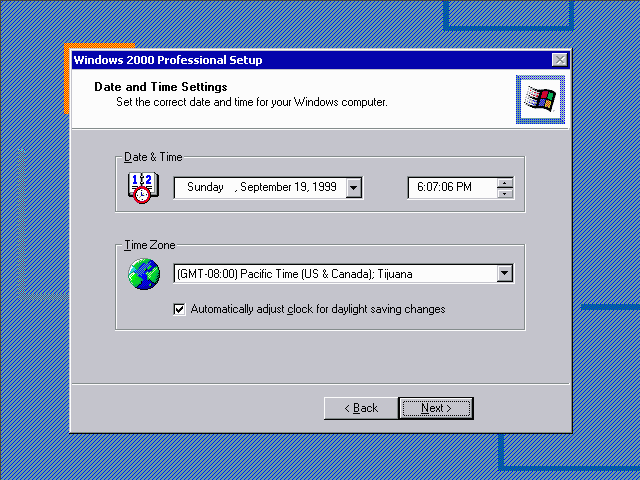 Windows 2000 Professional Setup
Date and Time Settings
Set the correct date and time for your Windows computer.
Date & Time
1 2
Sunday , September 19, 1999
6:07:06 PM
Time Zone
(GMT-08:00) Pacific Time (US & Canada); Tijuana
Automatically adjust clock for daylight saving changes
< Back
Next >